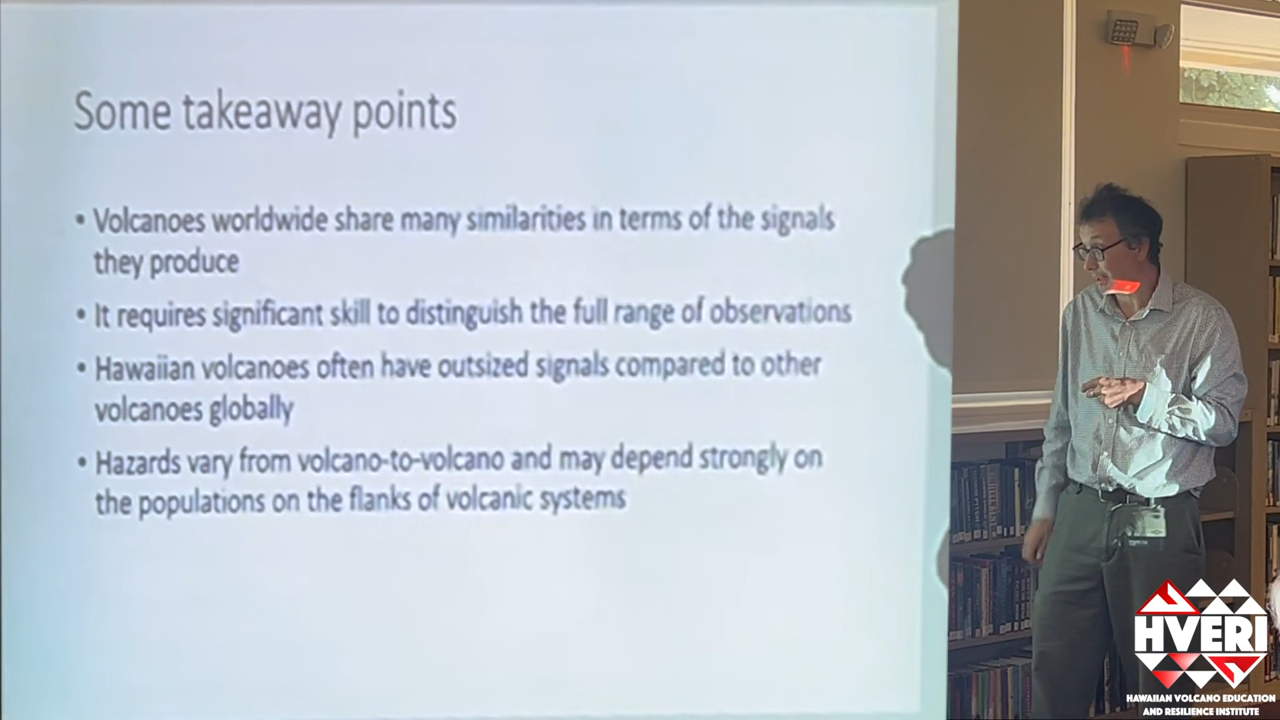 Some takeaway points
• Volcanoes worldwide share many similarities in terms of the signals
they produce
• It requires significant skill to distinguish the full range of observations
• Hawaiian volcanoes often have outsized signals compared to other
volcanoes globally
• Hazards vary from volcano-to-volcano and may depend strongly on
the populations on the flanks of volcanic systems
HVERI
HAWAIIAN VOLCANO EDUCATION
AND RESILIENCE INSTITUTE